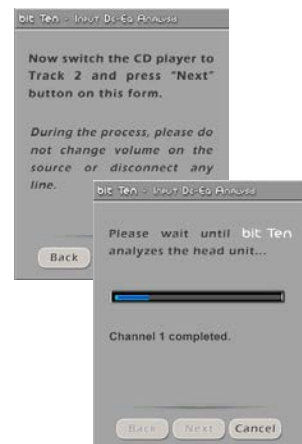 bit Ten - Input De-Eq Analysis
Now switch the CD player to
Track 2 and press "Next"
button on this form.
During the process, please do
not change volume on the
source or disconnect any
line.
Back
bit Ten - Input De-Eq Analysis
Please wait until bit Ten
analyzes the head unit...
Channel 1 completed.
Back Next Cancel